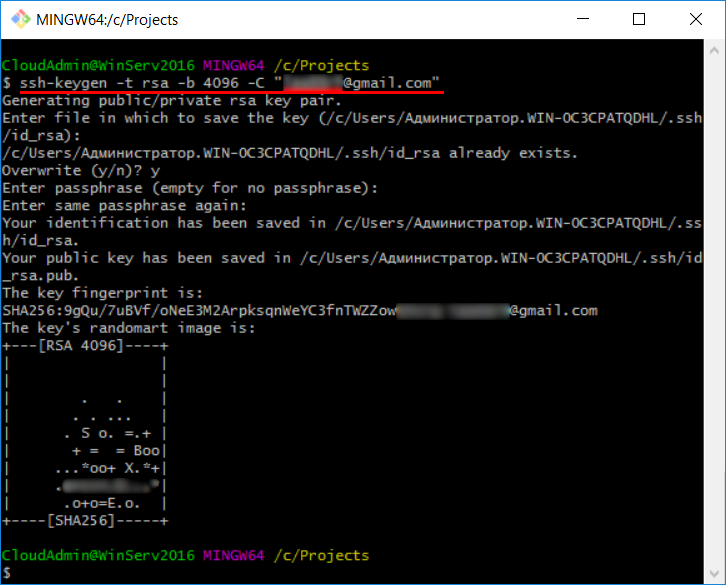 MINGW64:/c/Projects
CloudAdmin@WinServ2016 MINGW64 /c/Projects
$ ssh-keygen -t rsa -b 4096 -C "@gmail.com"
Generating public/private rsa key pair.
Enter file in which to save the key (/c/Users/Администратор.WIN-OC3CPATQDHL/.ssh
/id_rsa):
/c/Users/Администратор.WIN-OC3CPATQDHL/.ssh/id_rsa already exists.
Overwrite (y/n)? y
Enter passphrase (empty for no passphrase):
Enter same passphrase again:
Your identification has been saved in /c/Users/Администратор.WIN-OC3CPATQDHL/.ss
h/id_rsa.
Your public key has been saved in /c/Users/Администратор.WIN-OC3CPATQDHL/.ssh/id
_rsa.pub.
The key fingerprint is:
SHA256:9gQu/7uBVf/oNeE3M2ArpksqnWeYC3fnTWZZow @gmail.com
The key's randomart image is:
+---[RSA 4096]----+
|                 |
|                 |
|        .   .    |
|       . . ...   |
|      . S o. =.+ |
|       + =  = Boo|
|     ...*oo+ X.*+|
|     . *|
|      .o+o=E.o.  |
+----[SHA256]-----+
CloudAdmin@WinServ2016 MINGW64 /c/Projects
$